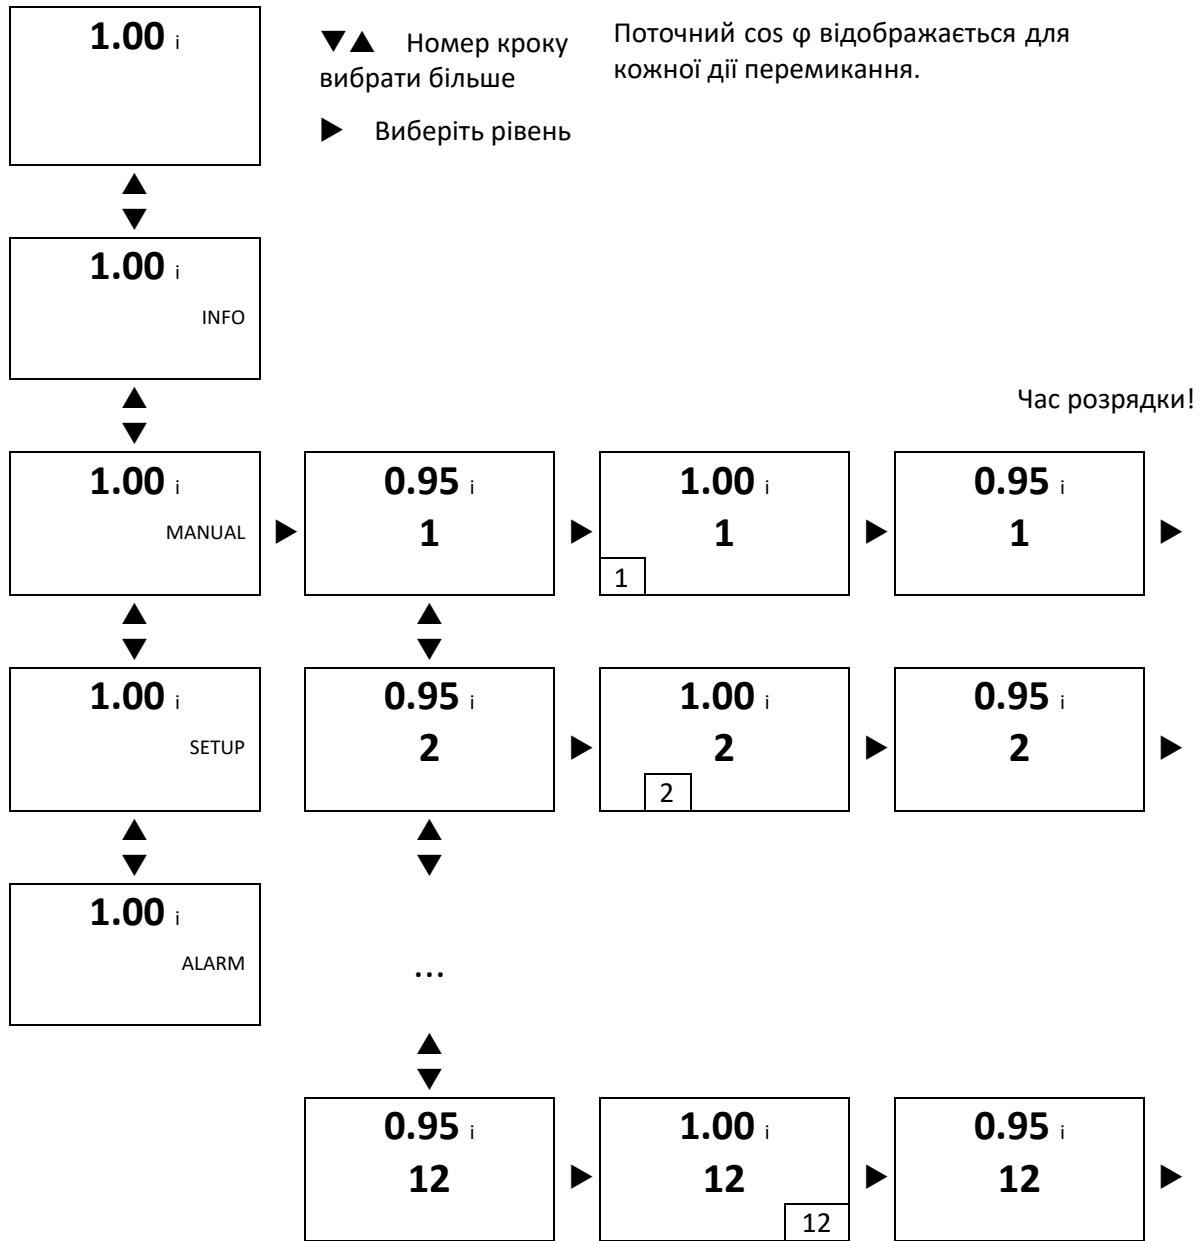 1.00 i
▼▲ Номер кроку
вибрати більше
▶ Виберіть рівень
Поточний cos φ відображається для
кожної дії перемикання.
1.00 i
INFO
Час розрядки!
1.00 i
MANUAL
0.95 i
1
1.00 i
1
1
0.95 i
1
1.00 i
SETUP
0.95 i
2
1.00 i
2
2
0.95 i
2
1.00 i
ALARM
...
0.95 i
12
1.00 i
12
12
0.95 i
12